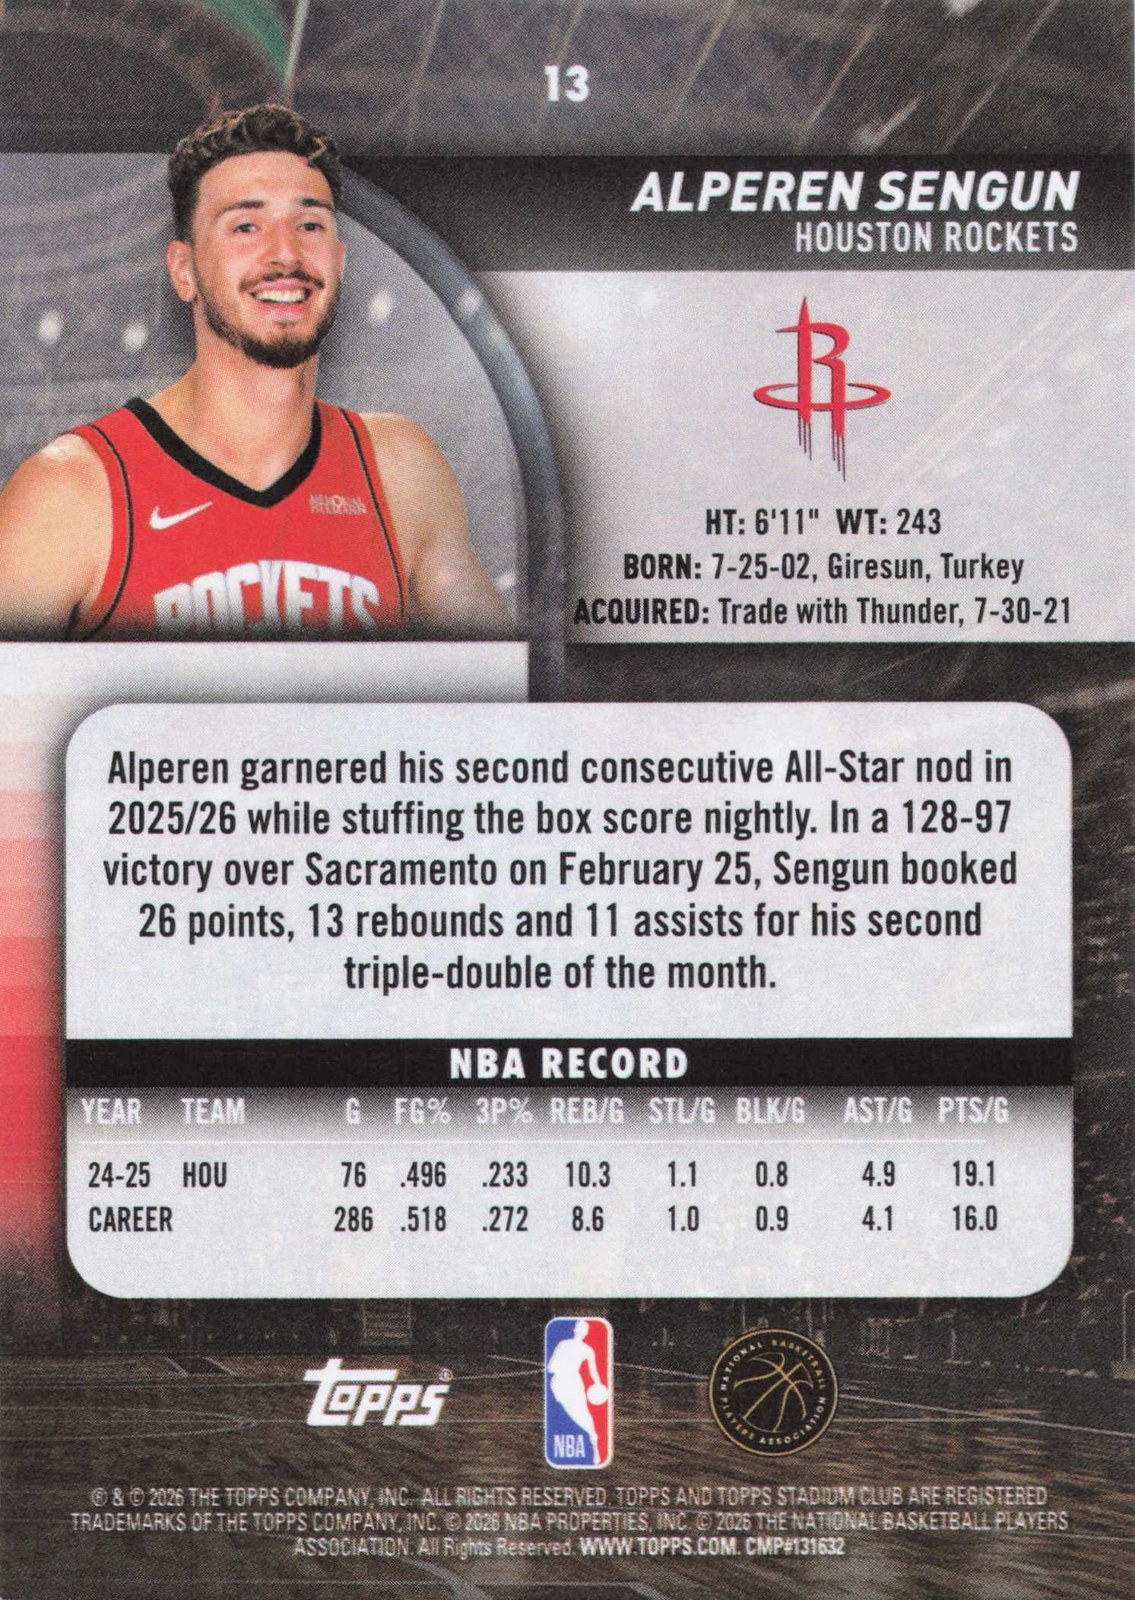 13
ALPEREN SENGUN
HOUSTON ROCKETS
HT: 6'11" WT: 243
BORN: 7-25-02, Giresun, Turkey
ACQUIRED: Trade with Thunder, 7-30-21
MEMORIAL
HERMANN
ROCKETS
Alperen garnered his second consecutive All-Star nod in
2025/26 while stuffing the box score nightly. In a 128-97
victory over Sacramento on February 25, Sengun booked
26 points, 13 rebounds and 11 assists for his second
triple-double of the month.
NBA RECORD
YEAR TEAM G FG% 3P% REB/G STL/G BLK/G AST/G PTS/G
24-25 HOU 76 .496 .233 10.3 1.1 0.8 4.9 19.1
CAREER 286 .518 .272 8.6 1.0 0.9 4.1 16.0
topps®
NBA
NATIONAL BASKETBALL PLAYERS ASSOCIATION
® & © 2026 THE TOPPS COMPANY, INC. ALL RIGHTS RESERVED. TOPPS AND TOPPS STADIUM CLUB ARE REGISTERED
TRADEMARKS OF THE TOPPS COMPANY, INC. © 2026 NBA PROPERTIES, INC. © 2026 THE NATIONAL BASKETBALL PLAYERS
ASSOCIATION. All Rights Reserved. WWW.TOPPS.COM. CMP#131632